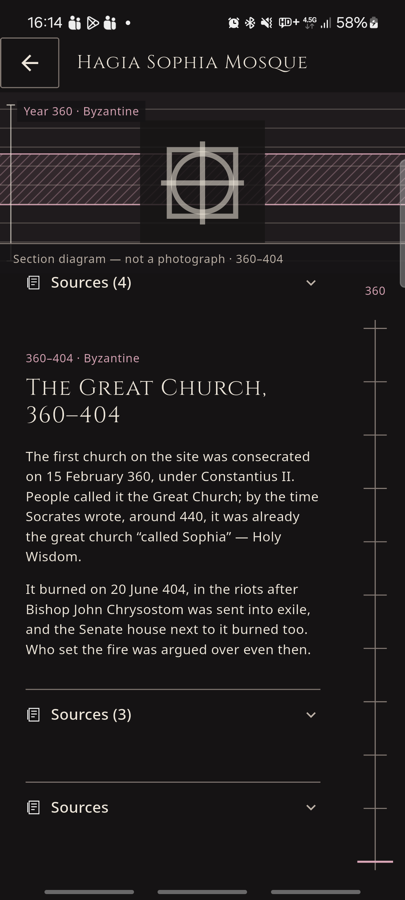 16:14
4,5G
58%
Hagia Sophia Mosque
Year 360 · Byzantine
Section diagram — not a photograph · 360–404
Sources (4)
360
360–404 · Byzantine
The Great Church,
360–404
The first church on the site was consecrated
on 15 February 360, under Constantius II.
People called it the Great Church; by the time
Socrates wrote, around 440, it was already
the great church “called Sophia” — Holy
Wisdom.
It burned on 20 June 404, in the riots after
Bishop John Chrysostom was sent into exile,
and the Senate house next to it burned too.
Who set the fire was argued over even then.
Sources (3)
Sources